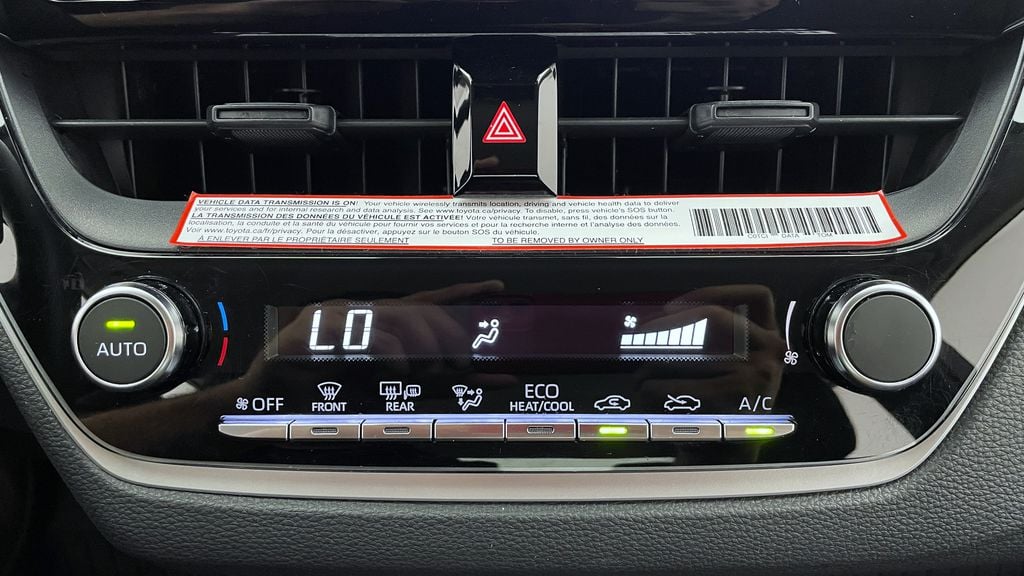 VEHICLE DATA TRANSMISSION IS ON! Your vehicle wirelessly transmits location, driving and vehicle health data to deliver
your services and for internal research and data analysis. See www.toyota.ca/privacy. To disable, press vehicle's SOS button.
LA TRANSMISSION DES DONNÉES DU VÉHICULE EST ACTIVÉE! Votre véhicule transmet, sans fil, des données sur la
localisation, la conduite et la santé du véhicule pour fournir vos services et pour la recherche interne et l'analyse des données.
Voir www.toyota.ca/fr/privacy. Pour la désactiver, appuyez sur le bouton SOS du véhicule.
À ENLEVER PAR LE PROPRIÉTAIRE SEULEMENT TO BE REMOVED BY OWNER ONLY
DATA TCM
AUTO
LO
OFF
FRONT
REAR
ECO
HEAT/COOL
A/C